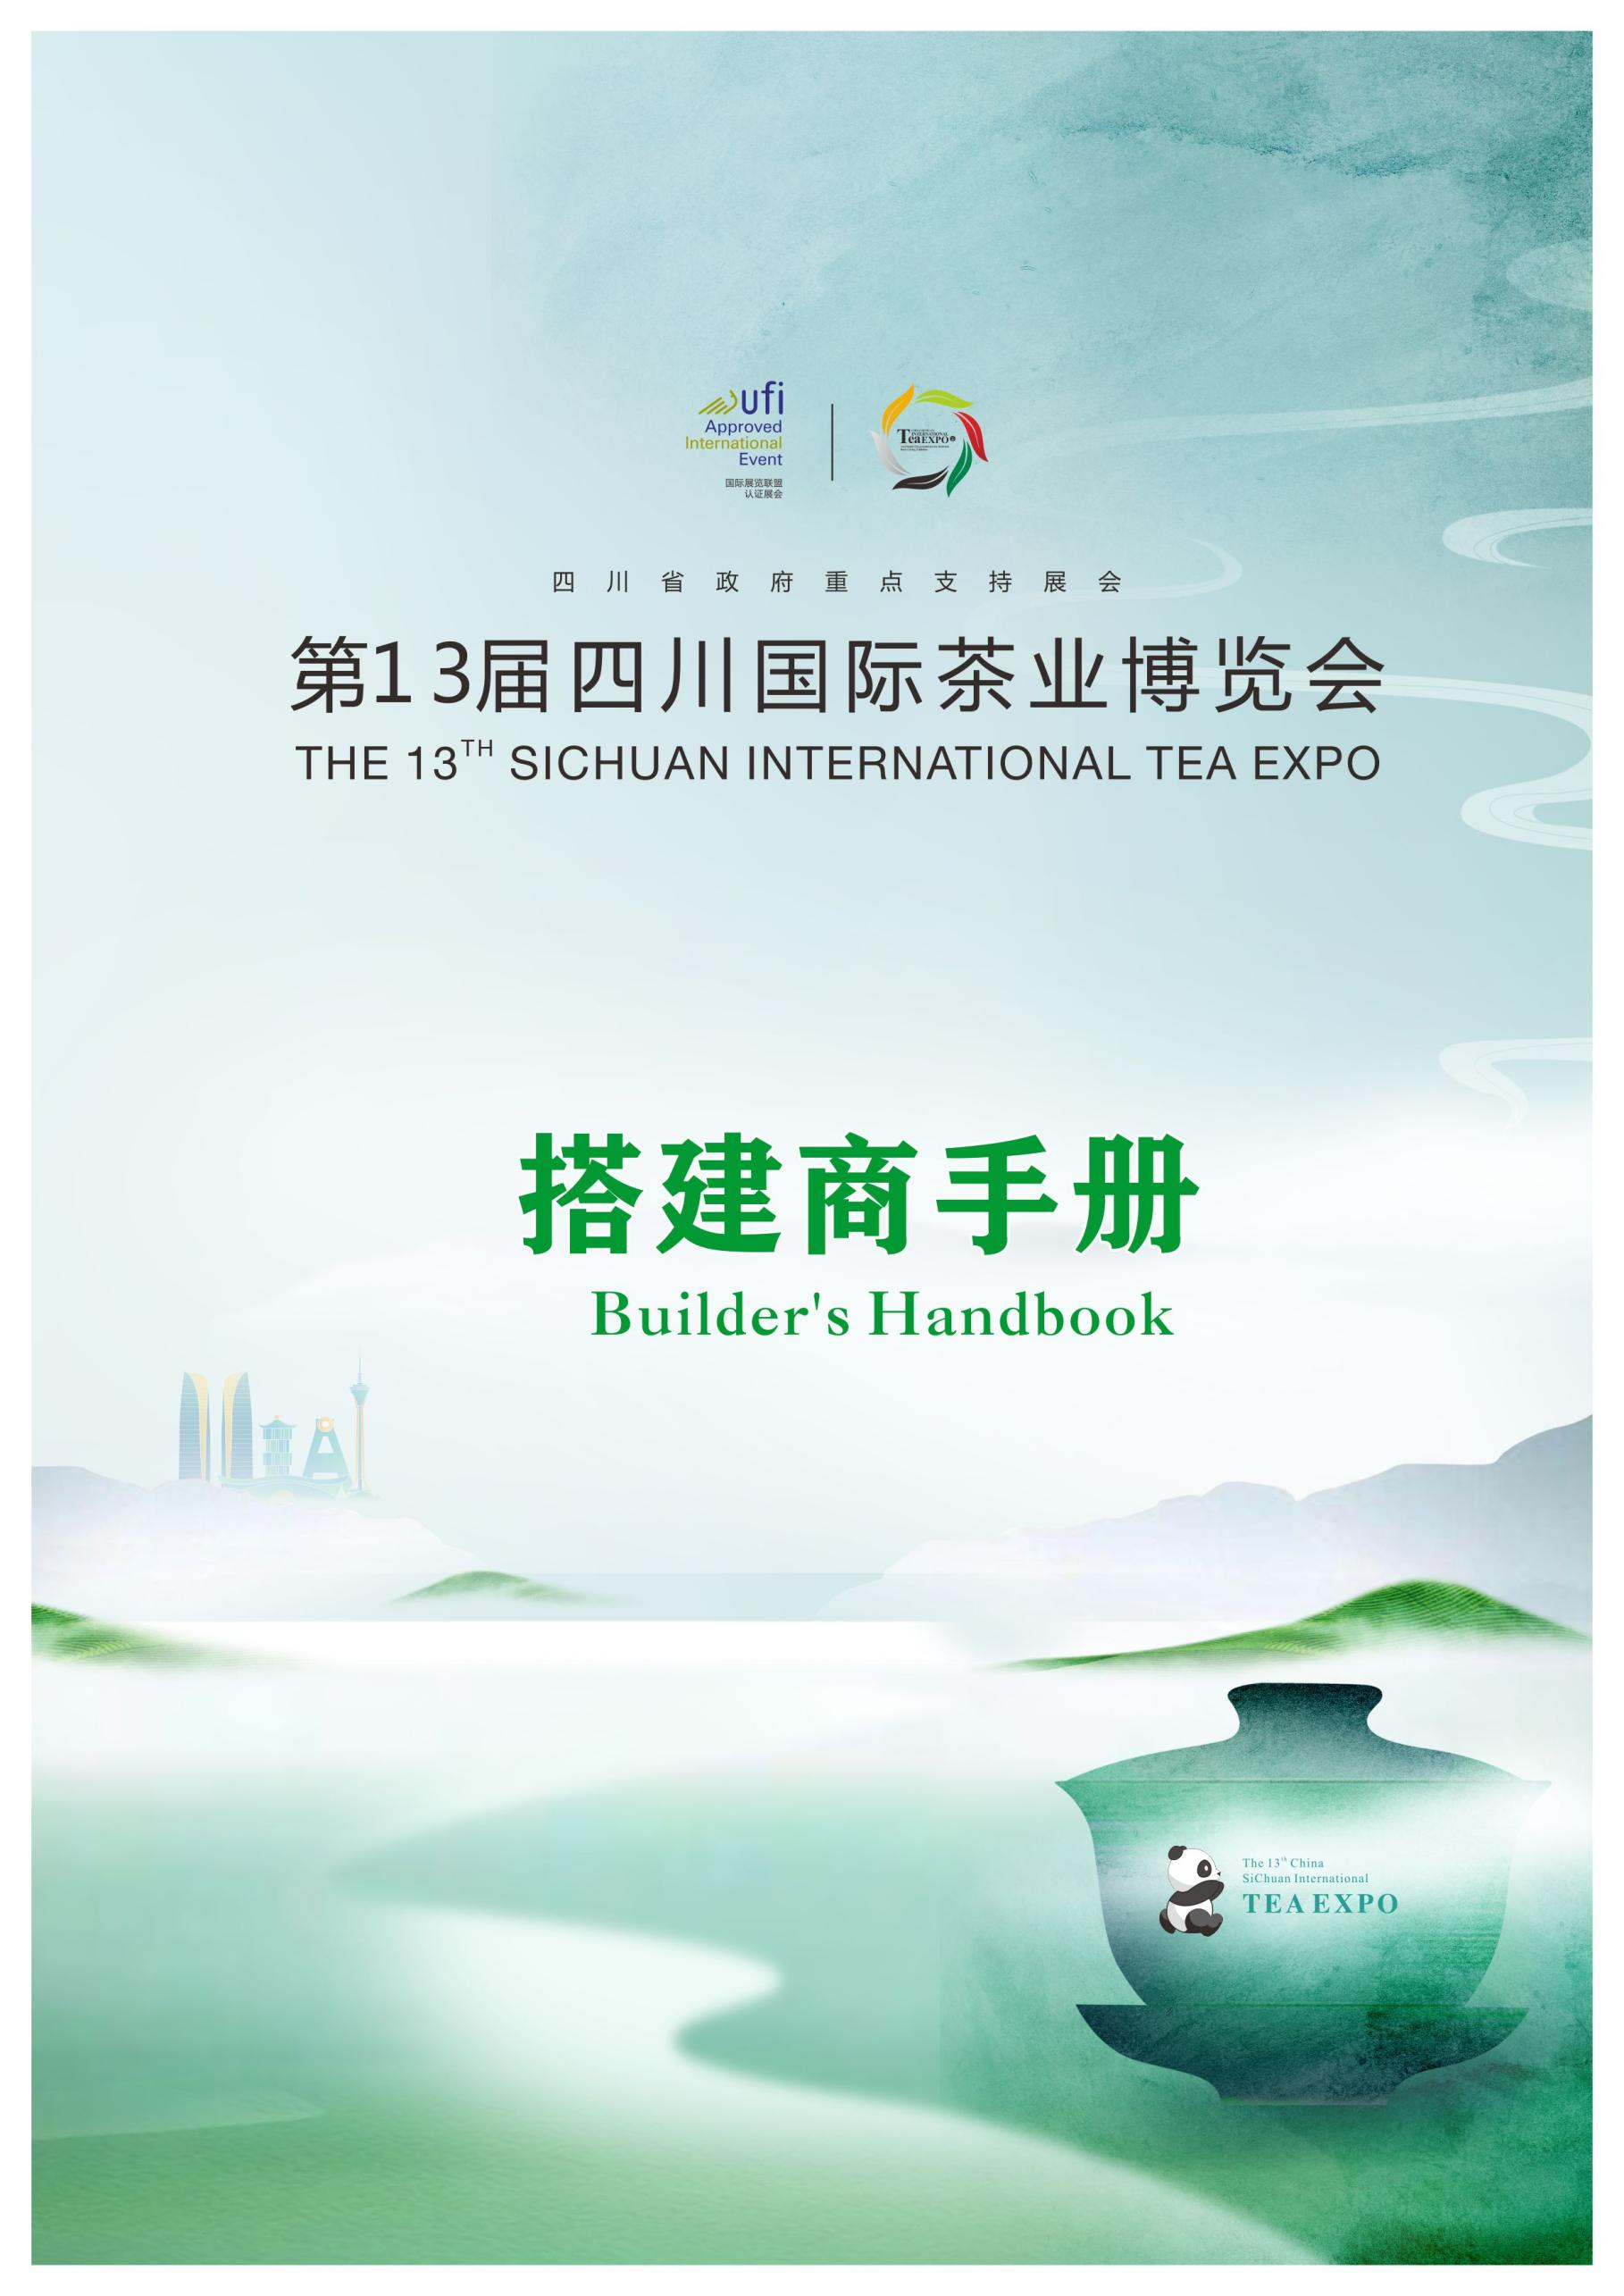 ufi
Approved
International
Event
国际展览联盟
认证展会
INTERNATIONAL
TeaEXPO
四川省政府重点支持展会
第13届四川国际茶业博览会
THE 13TH SICHUAN INTERNATIONAL TEA EXPO
搭建商手册
Builder's Handbook
The 13th China
SiChuan International
TEA EXPO